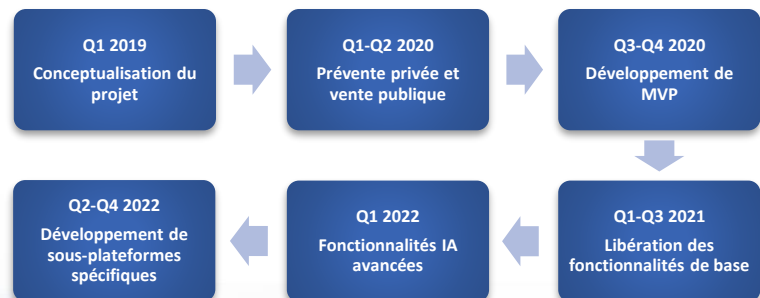 Q1 2019
Conceptualisation du
projet
Q1-Q2 2020
Prévente privée et
vente publique
Q3-Q4 2020
Développement de
MVP
Q1-Q3 2021
Libération des
fonctionnalités de base
Q1 2022
Fonctionnalités IA
avancées
Q2-Q4 2022
Développement de
sous-plateformes
spécifiques